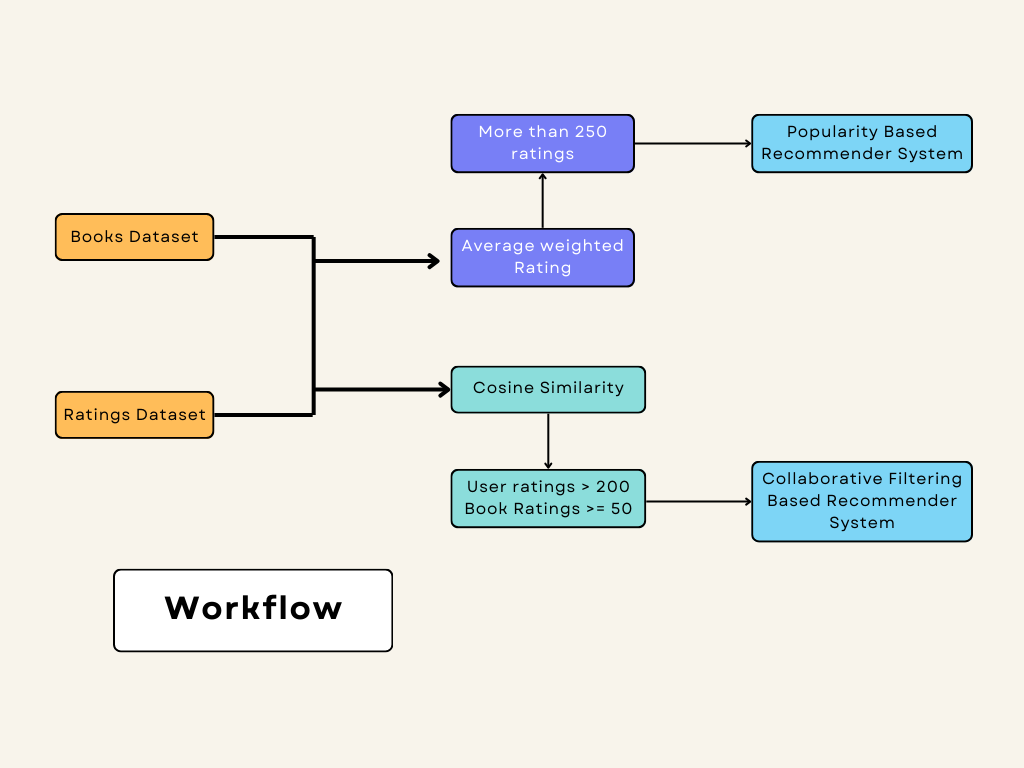 More than 250
ratings
Popularity Based
Recommender System
Books Dataset
Average weighted
Rating
Cosine Similarity
Ratings Dataset
User ratings > 200
Book Ratings >= 50
Collaborative Filtering
Based Recommender
System
Workflow